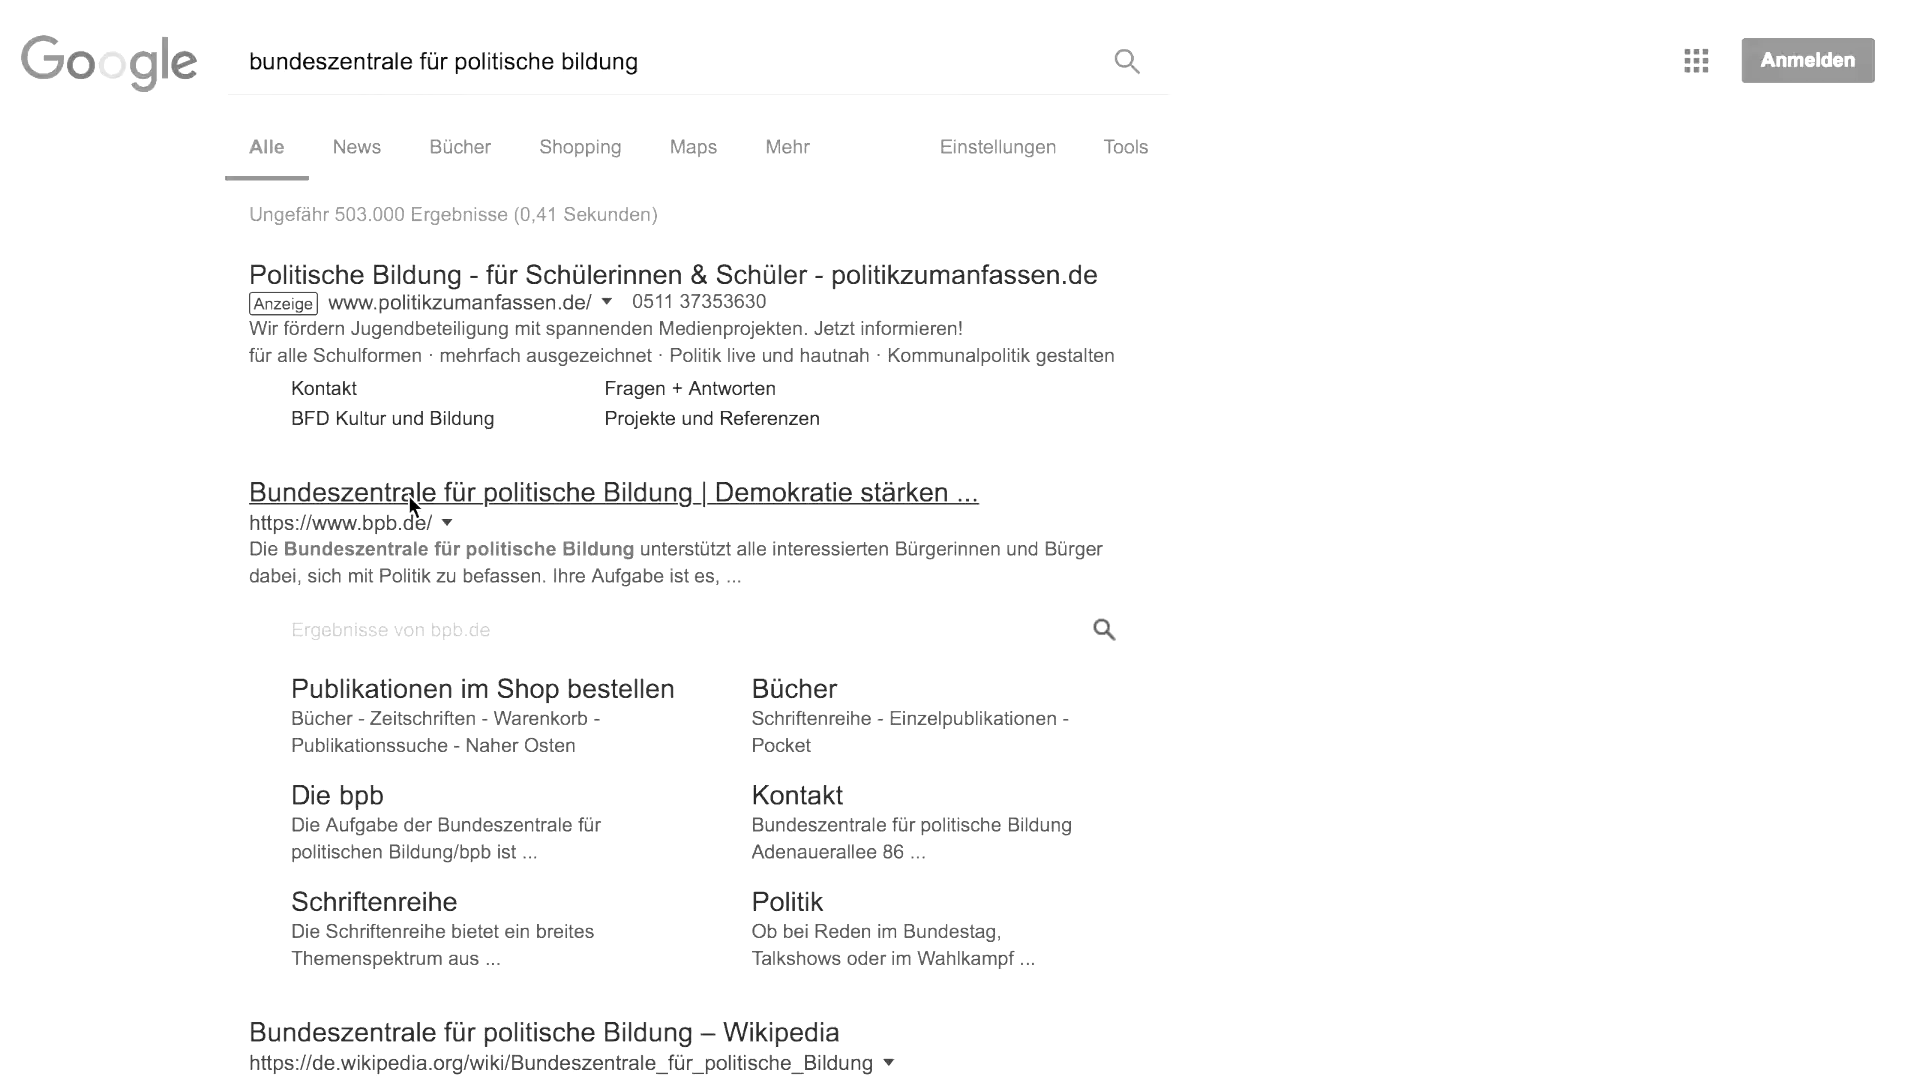 Google
bundeszentrale für politische bildung
Anmelden
Alle News Bücher Shopping Maps Mehr Einstellungen Tools
Ungefähr 503.000 Ergebnisse (0,41 Sekunden)
Politische Bildung - für Schülerinnen & Schüler - politikzumanfassen.de
Anzeige www.politikzumanfassen.de/ 0511 37353630
Wir fördern Jugendbeteiligung mit spannenden Medienprojekten. Jetzt informieren!
für alle Schulformen · mehrfach ausgezeichnet · Politik live und hautnah · Kommunalpolitik gestalten
Kontakt Fragen + Antworten
BFD Kultur und Bildung Projekte und Referenzen
Bundeszentrale für politische Bildung | Demokratie stärken ...
https://www.bpb.de/
Die Bundeszentrale für politische Bildung unterstützt alle interessierten Bürgerinnen und Bürger
dabei, sich mit Politik zu befassen. Ihre Aufgabe ist es, ...
Ergebnisse von bpb.de
Publikationen im Shop bestellen
Bücher - Zeitschriften - Warenkorb -
Publikationssuche - Naher Osten
Bücher
Schriftenreihe - Einzelpublikationen -
Pocket
Die bpb
Die Aufgabe der Bundeszentrale für
politischen Bildung/bpb ist ...
Kontakt
Bundeszentrale für politische Bildung
Adenauerallee 86 ...
Schriftenreihe
Die Schriftenreihe bietet ein breites
Themenspektrum aus ...
Politik
Ob bei Reden im Bundestag,
Talkshows oder im Wahlkampf ...
Bundeszentrale für politische Bildung – Wikipedia
https://de.wikipedia.org/wiki/Bundeszentrale_für_politische_Bildung